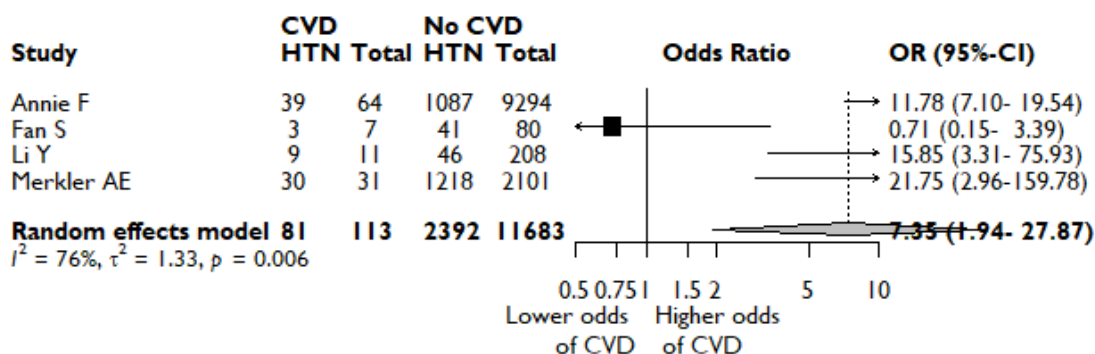 CVD No CVD
Study HTN Total HTN Total Odds Ratio OR (95%-CI)
Annie F 39 64 1087 9294 11.78 (7.10- 19.54)
Fan S 3 7 41 80 0.71 (0.15- 3.39)
Li Y 9 11 46 208 15.85 (3.31- 75.93)
Merkler AE 30 31 1218 2101 21.75 (2.96-159.78)
Random effects model 81 113 2392 11683 7.35 (1.94- 27.87)
I² = 76%, τ² = 1.33, p = 0.006
0.5 0.75 1 1.5 2 5 10
Lower odds Higher odds
of CVD of CVD